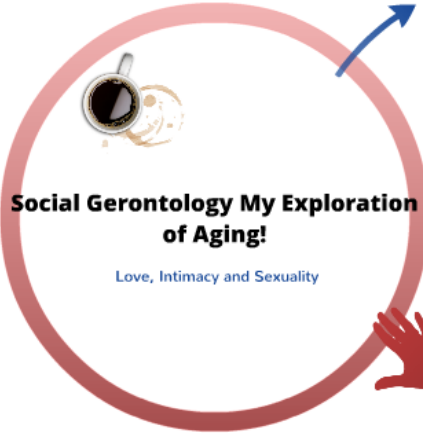 Social Gerontology My Exploration
of Aging!
Love, Intimacy and Sexuality